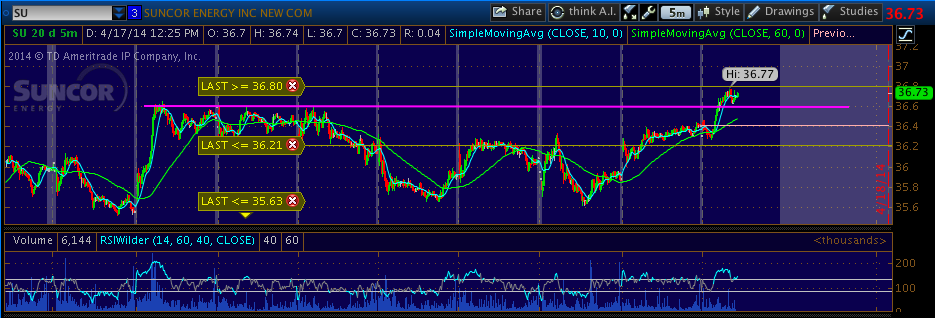 SU 3 SUNCOR ENERGY INC NEW COM Share think A.I. 5m Style Drawings Studies 36.73
SU 20 d 5m D: 4/17/14 12:25 PM O: 36.7 H: 36.74 L: 36.7 C: 36.73 R: 0.04 SimpleMovingAvg (CLOSE, 10, 0) SimpleMovingAvg (CLOSE, 60, 0) Previo...
2014 © TD Ameritrade IP Company, Inc.
37.2
37
Hi: 36.77
SUNCOR
ENERGY
LAST >= 36.80
36.73
36.6
36.4
LAST <= 36.21
36.2
36
35.8
LAST <= 35.63
35.6
Volume 6,144 RSIWilder (14, 60, 40, CLOSE) 40 60 <thousands>
200
100
0